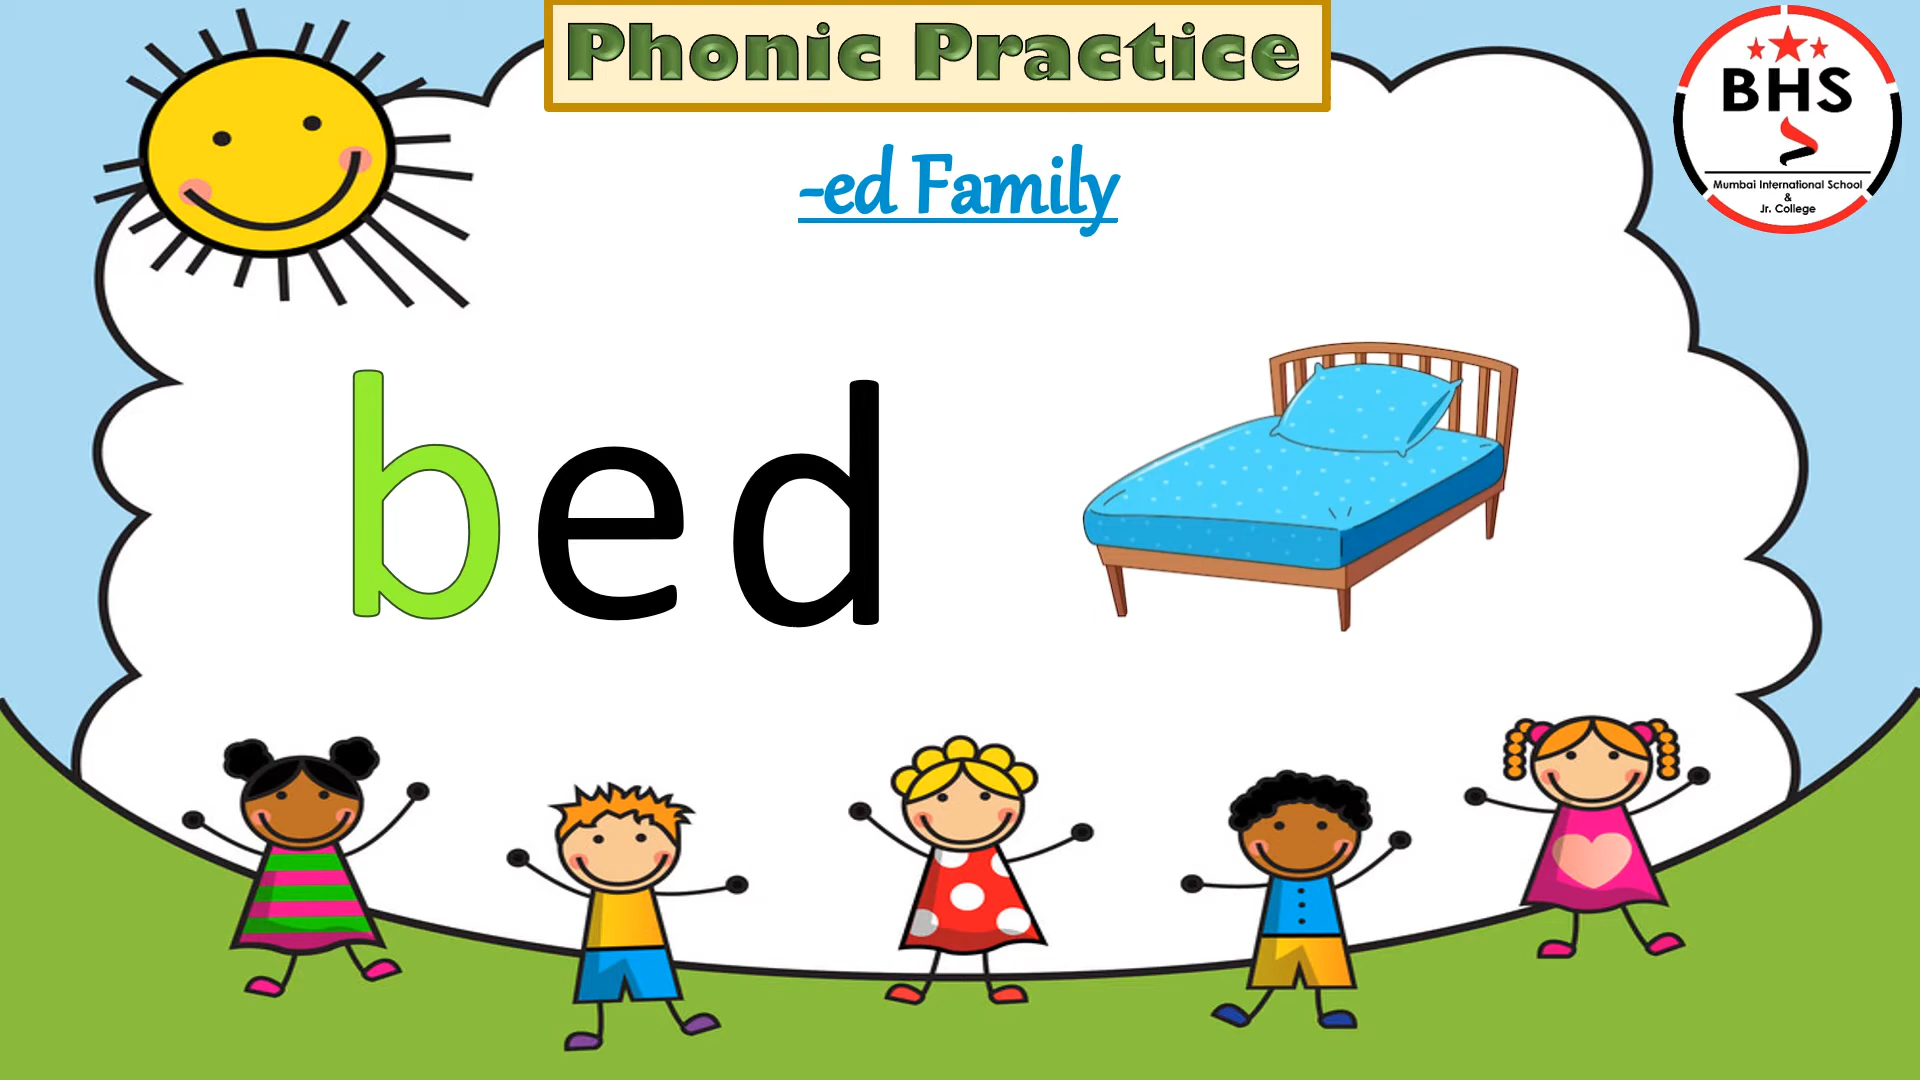 Phonic Practice
-ed Family
bed
BHS
Mumbai International School
&
Jr. College